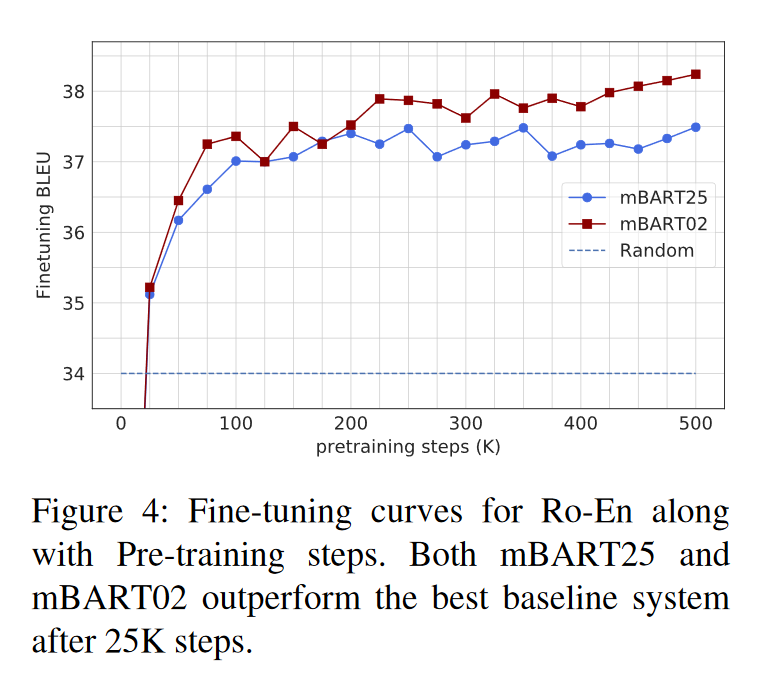 38
37
36
35
34
Finetuning BLEU
mBART25
mBART02
Random
0 100 200 300 400 500
pretraining steps (K)
Figure 4: Fine-tuning curves for Ro-En along
with Pre-training steps. Both mBART25 and
mBART02 outperform the best baseline system
after 25K steps.